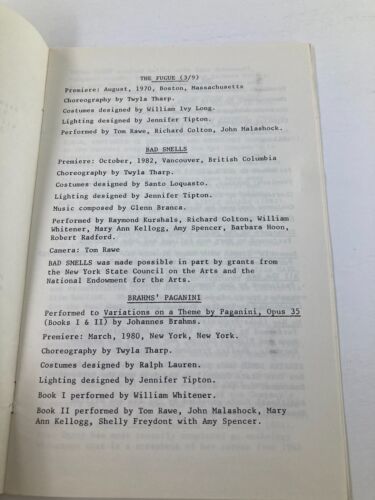 THE FUGUE (3/9)
Premiere: August, 1970, Boston, Massachusetts
Choreography by Twyla Tharp.
Costumes designed by William Ivy Long.
Lighting designed by Jennifer Tipton.
Performed by Tom Rawe, Richard Colton, John Malashock.
BAD SMELLS
Premiere: October, 1982, Vancouver, British Columbia
Choreography by Twyla Tharp.
Costumes designed by Santo Loquasto.
Lighting designed by Jennifer Tipton.
Music composed by Glenn Branca.
Performed by Raymond Kurshals, Richard Colton, William
Whitener, Mary Ann Kellogg, Amy Spencer, Barbara Hoon,
Robert Radford.
Camera: Tom Rawe
BAD SMELLS was made possible in part by grants from
the New York State Council on the Arts and the
National Endowment for the Arts.
BRAHMS' PAGANINI
Performed to Variations on a Theme by Paganini, Opus 35
(Books I & II) by Johannes Brahms.
Premiere: March, 1980, New York, New York.
Choreography by Twyla Tharp.
Costumes designed by Ralph Lauren.
Lighting designed by Jennifer Tipton.
Book I performed by William Whitener.
Book II performed by Tom Rawe, John Malashock, Mary
Ann Kellogg, Shelly Freydont with Amy Spencer.